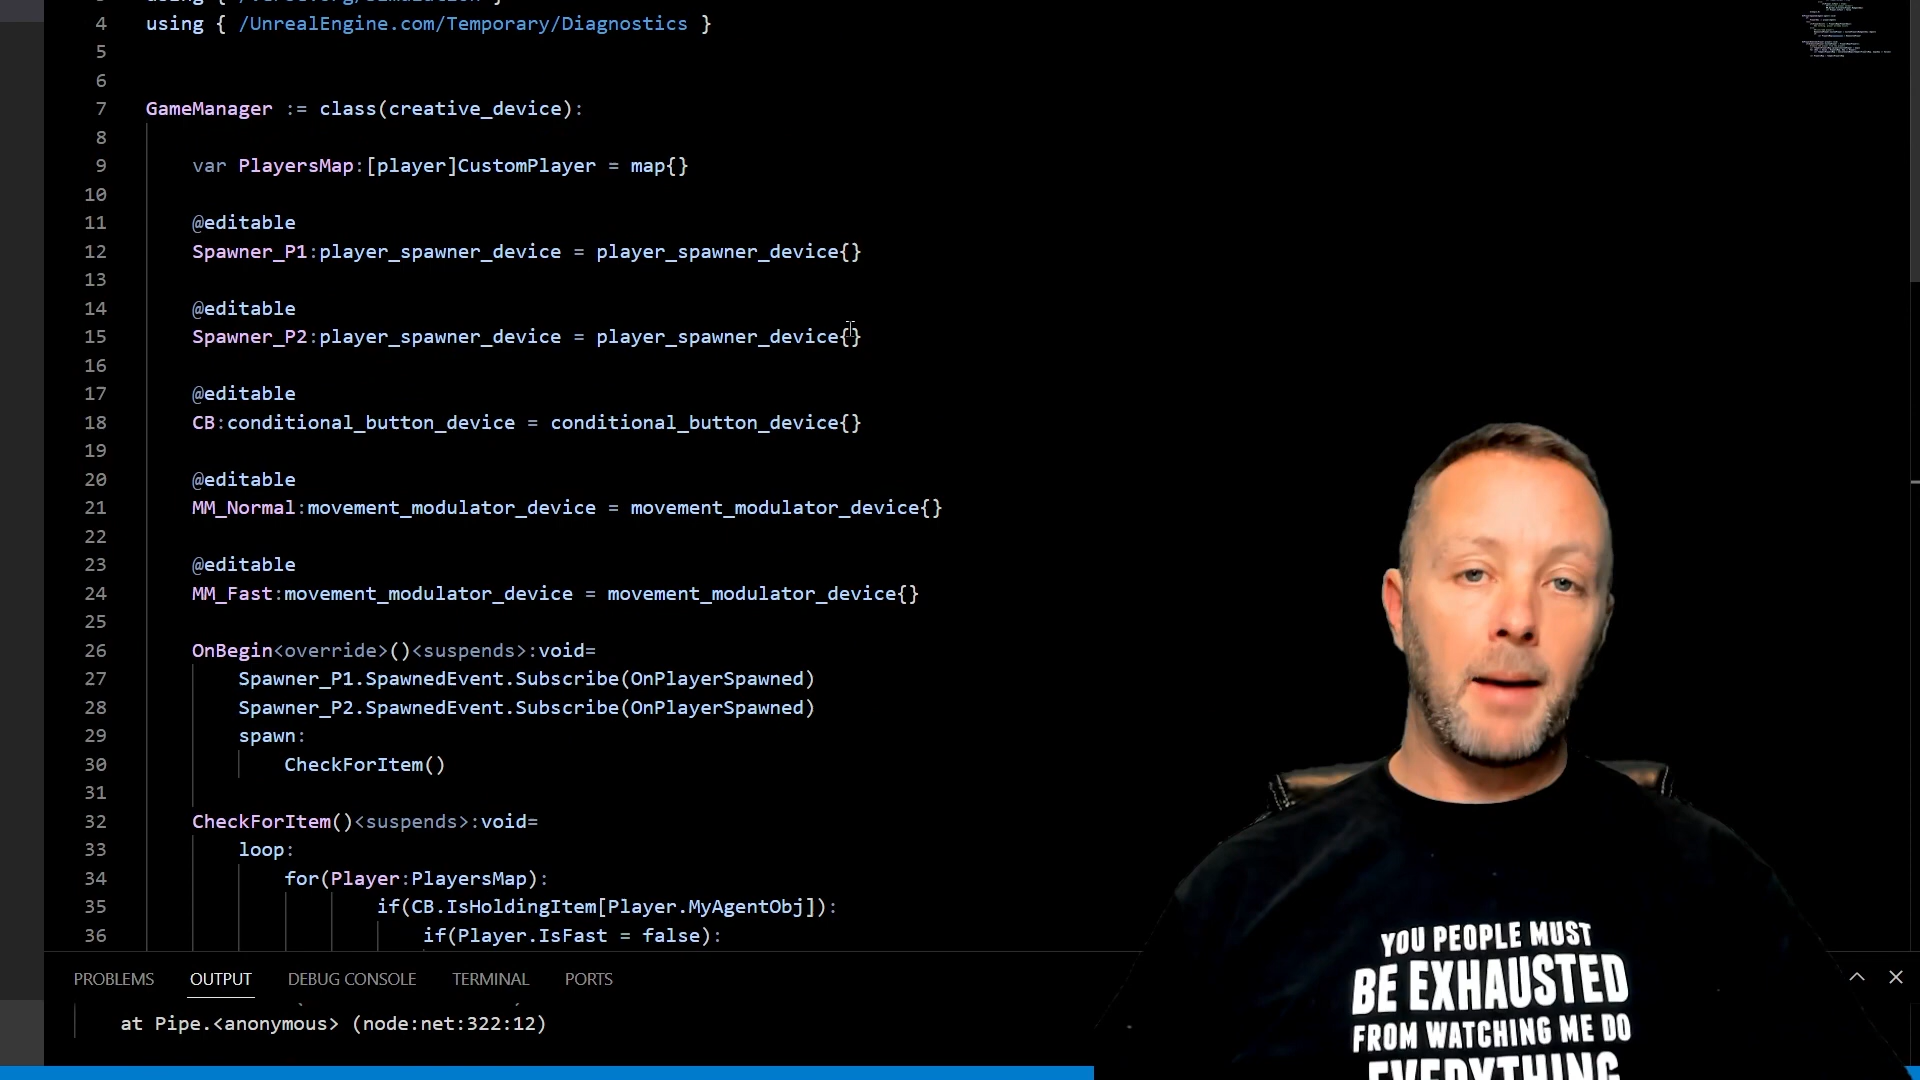 4 using { /UnrealEngine.com/Temporary/Diagnostics }
5
6
7 GameManager := class(creative_device):
8
9 var PlayersMap:[player]CustomPlayer = map{}
10
11 @editable
12 Spawner_P1:player_spawner_device = player_spawner_device{}
13
14 @editable
15 Spawner_P2:player_spawner_device = player_spawner_device{}
16
17 @editable
18 CB:conditional_button_device = conditional_button_device{}
19
20 @editable
21 MM_Normal:movement_modulator_device = movement_modulator_device{}
22
23 @editable
24 MM_Fast:movement_modulator_device = movement_modulator_device{}
25
26 OnBegin<override>()<suspends>:void=
27 Spawner_P1.SpawnedEvent.Subscribe(OnPlayerSpawned)
28 Spawner_P2.SpawnedEvent.Subscribe(OnPlayerSpawned)
29 spawn:
30 CheckForItem()
31
32 CheckForItem()<suspends>:void=
33 loop:
34 for(Player:PlayersMap):
35 if(CB.IsHoldingItem[Player.MyAgentObj]):
36 if(Player.IsFast = false):
PROBLEMS OUTPUT DEBUG CONSOLE TERMINAL PORTS
at Pipe.<anonymous> (node:net:322:12)
YOU PEOPLE MUST
BE EXHAUSTED
FROM WATCHING ME DO
EVERYTHING